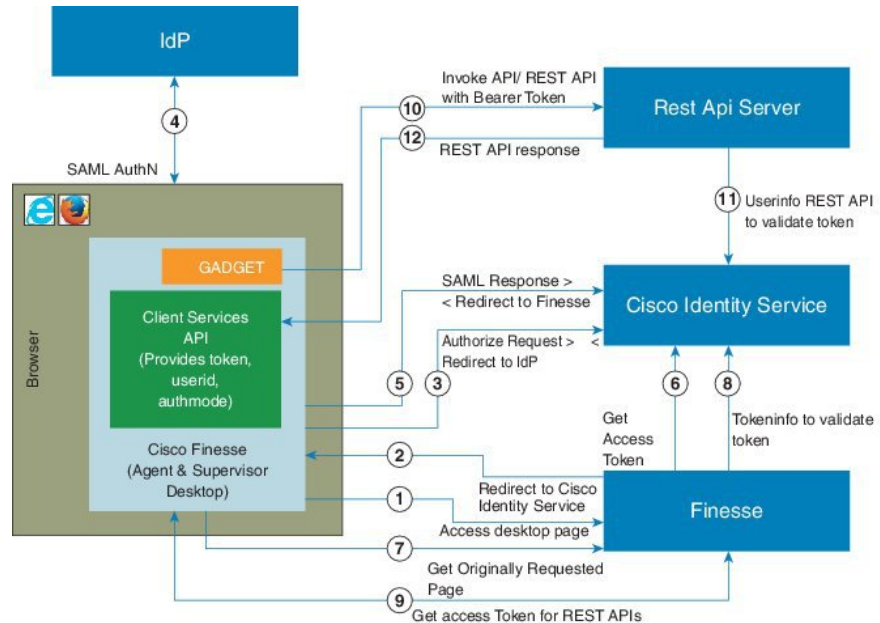 IdP
Invoke API/ REST API
with Bearer Token
Rest Api Server
10
4
12
REST API response
SAML AuthN
11
Userinfo REST API
to validate token
GADGET
SAML Response >
< Redirect to Finesse
Cisco Identity Service
Client Services
API
(Provides token,
userid,
authmode)
Authorize Request > <
Redirect to IdP
Browser
5
3
6
8
Get
Access
Token
Tokeninfo to validate
token
Cisco Finesse
(Agent & Supervisor
Desktop)
2
Redirect to Cisco
Identity Service
1
Access desktop page
Finesse
7
Get Originally Requested
Page
9
Get access Token for REST APIs